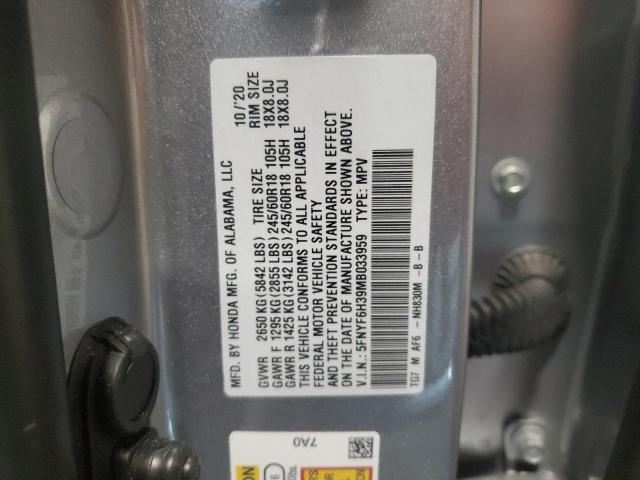 MFD. BY HONDA MFG. OF ALABAMA, LLC 10/'20
GVWR 2650 KG (5842 LBS) TIRE SIZE RIM SIZE
GAWR F 1295 KG (2855 LBS) 245/60R18 105H 18X8.0J
GAWR R 1425 KG (3142 LBS) 245/60R18 105H 18X8.0J
THIS VEHICLE CONFORMS TO ALL APPLICABLE
FEDERAL MOTOR VEHICLE SAFETY
AND THEFT PREVENTION STANDARDS IN EFFECT
ON THE DATE OF MANUFACTURE SHOWN ABOVE.
V.I.N.: 5FNYF6H39MB033959 TYPE: MPV
TG7 M AF6 - NH830M -B -B
7A0